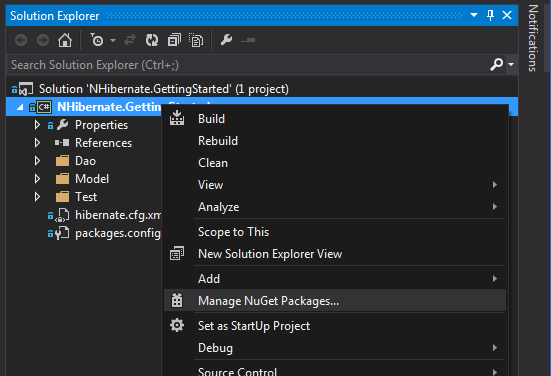 Solution Explorer
Notifications
Search Solution Explorer (Ctrl+;)
Solution 'NHibernate.GettingStarted' (1 project)
C# NHibernate.Getting
Build
Properties
Rebuild
References
Clean
Dao
View
Model
Analyze
Test
hibernate.cfg.xm
Scope to This
packages.config
New Solution Explorer View
Add
Manage NuGet Packages...
Set as StartUp Project
Debug
Source Control